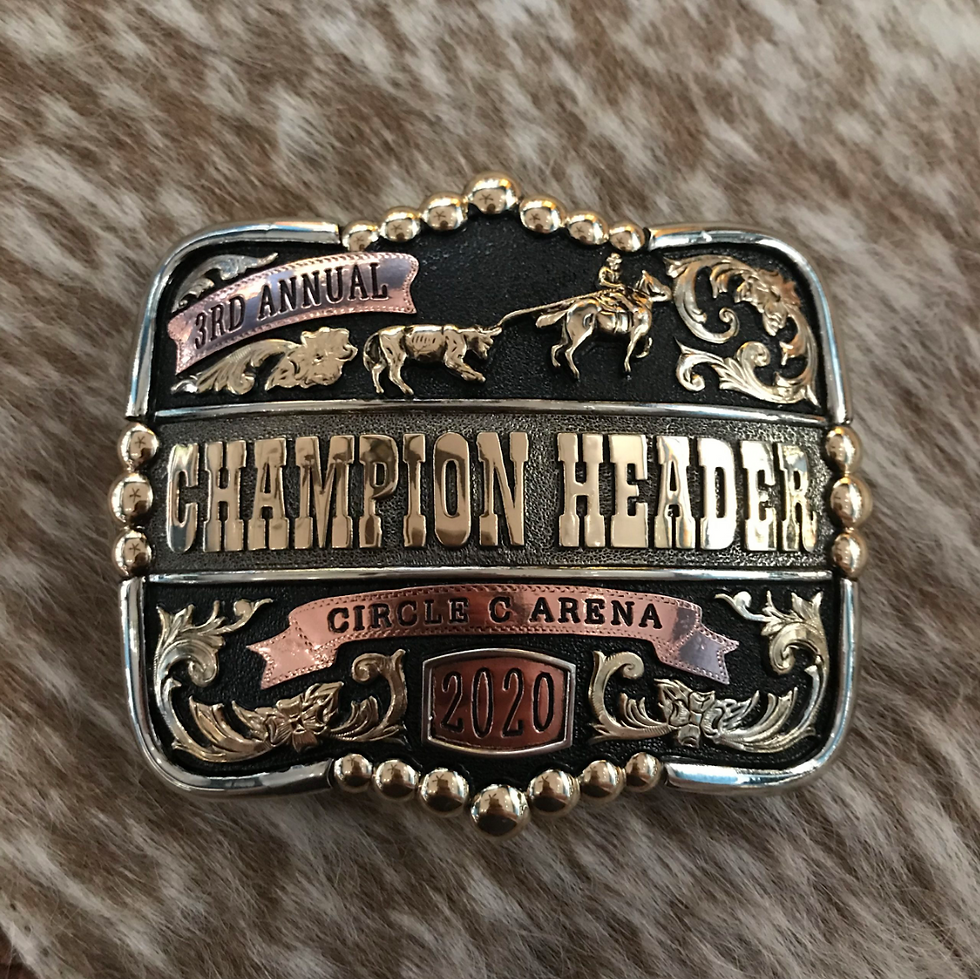 3RD ANNUAL
CHAMPION HEADER
CIRCLE C ARENA
2020